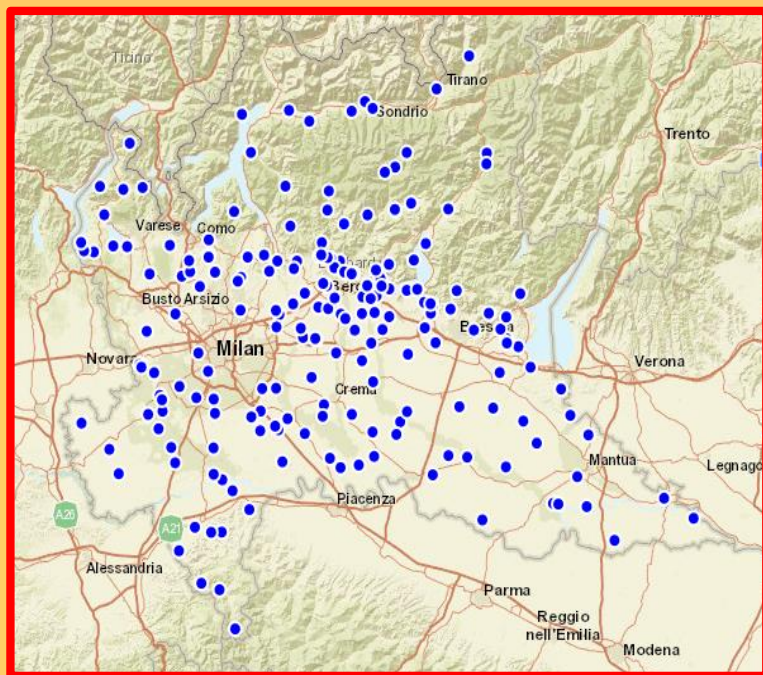 Ticino
Tirano
Sondrio
Trento
Varese
Como
Busto Arsizio
Milan
Novara
Crema
Verona
Mantua
Legnago
Piacenza
A26
A21
Alessandria
Parma
Reggio
nell'Emilia
Modena